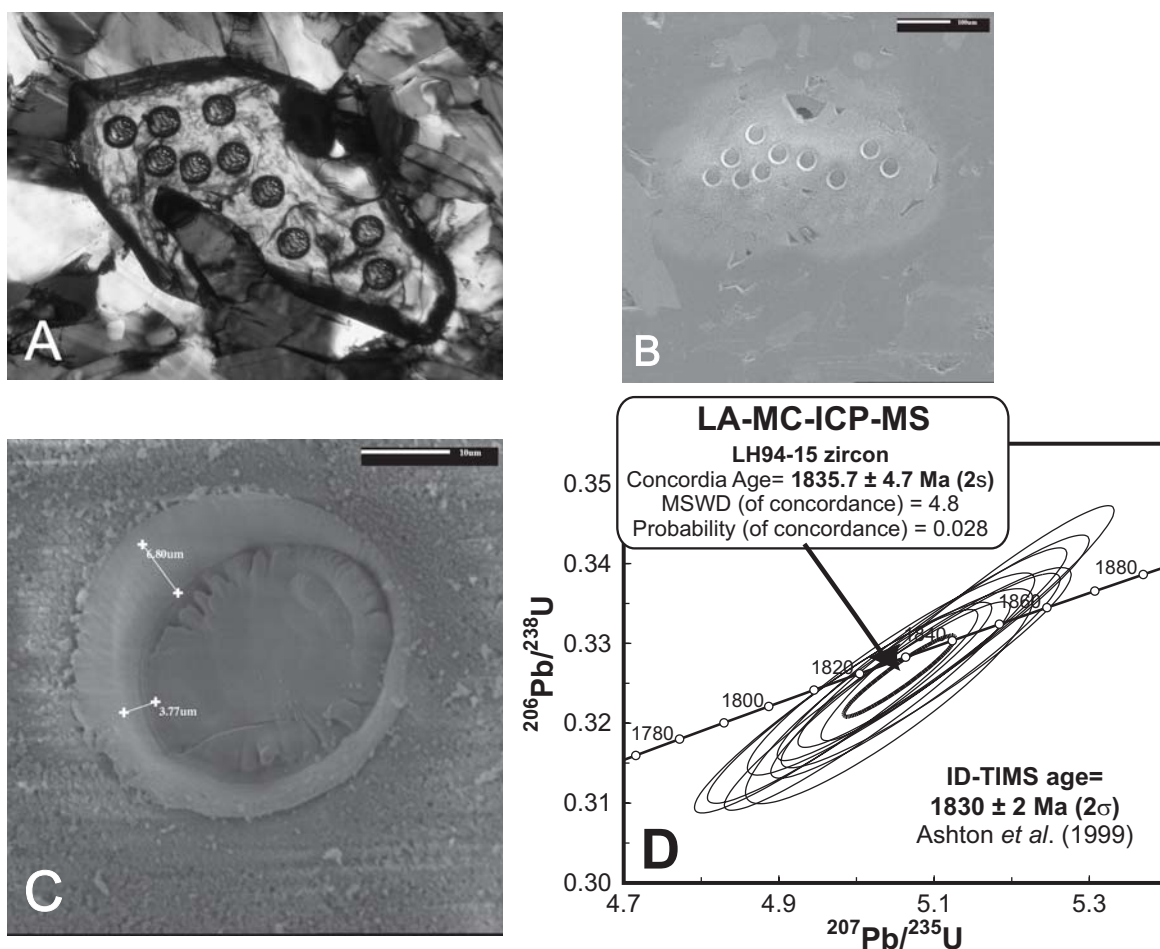 A
100um
B
10um
6.80um
3.77um
C
LA-MC-ICP-MS
LH94-15 zircon
Concordia Age= 1835.7 ± 4.7 Ma (2s)
MSWD (of concordance) = 4.8
Probability (of concordance) = 0.028
0.35
0.34
0.33
0.32
0.31
0.30
206Pb/238U
1780
1800
1820
1840
1860
1880
ID-TIMS age=
1830 ± 2 Ma (2σ)
Ashton et al. (1999)
D
4.7
4.9
5.1
5.3
207Pb/235U